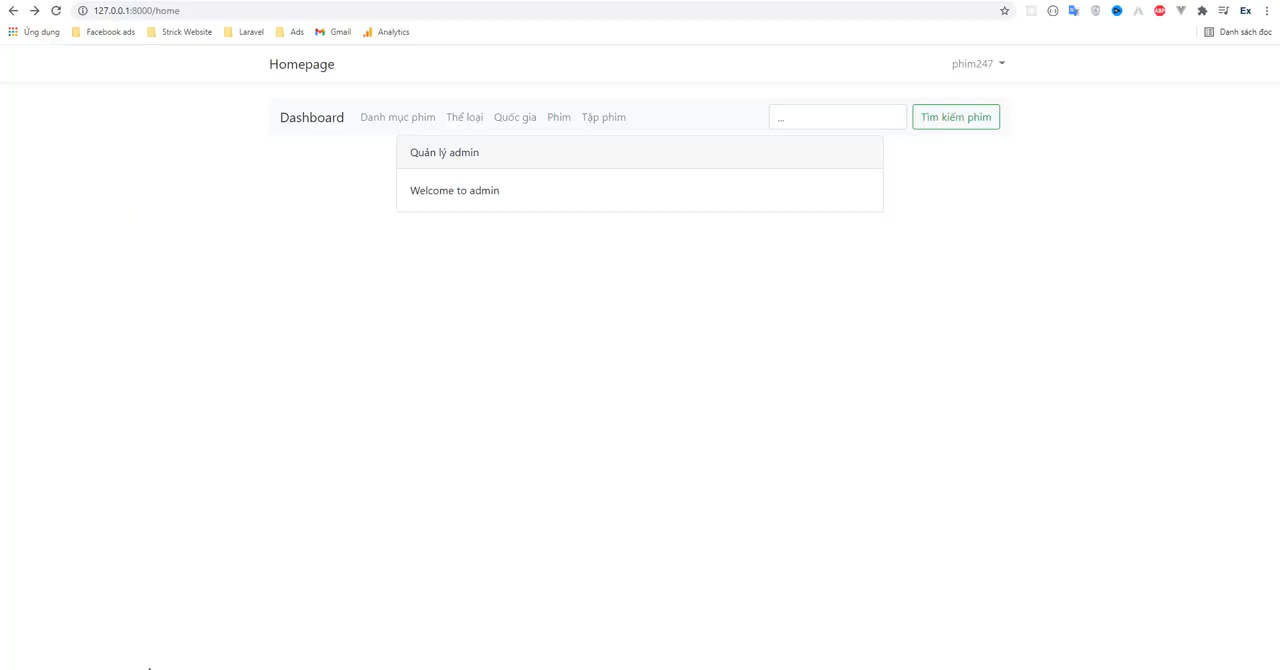 127.0.0.1:8000/home
ABP
Ex
Ứng dụng Facebook ads Strick Website Laravel Ads Gmail Analytics Danh sách đọc
Homepage phim247
Dashboard Danh mục phim Thể loại Quốc gia Phim Tập phim ... Tìm kiếm phim
Quản lý admin
Welcome to admin